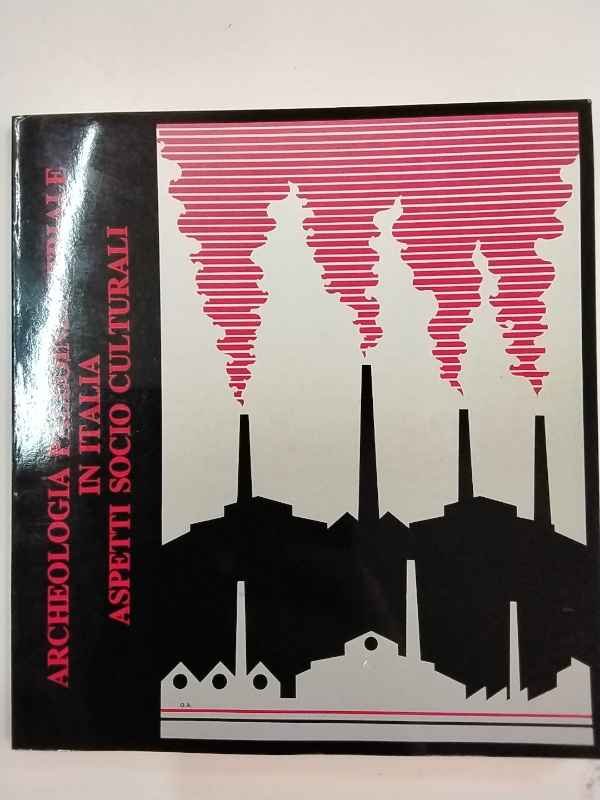 ARCHEOLOGIA
IN ITALIA
ASPETTI SOCIO CULTURALI